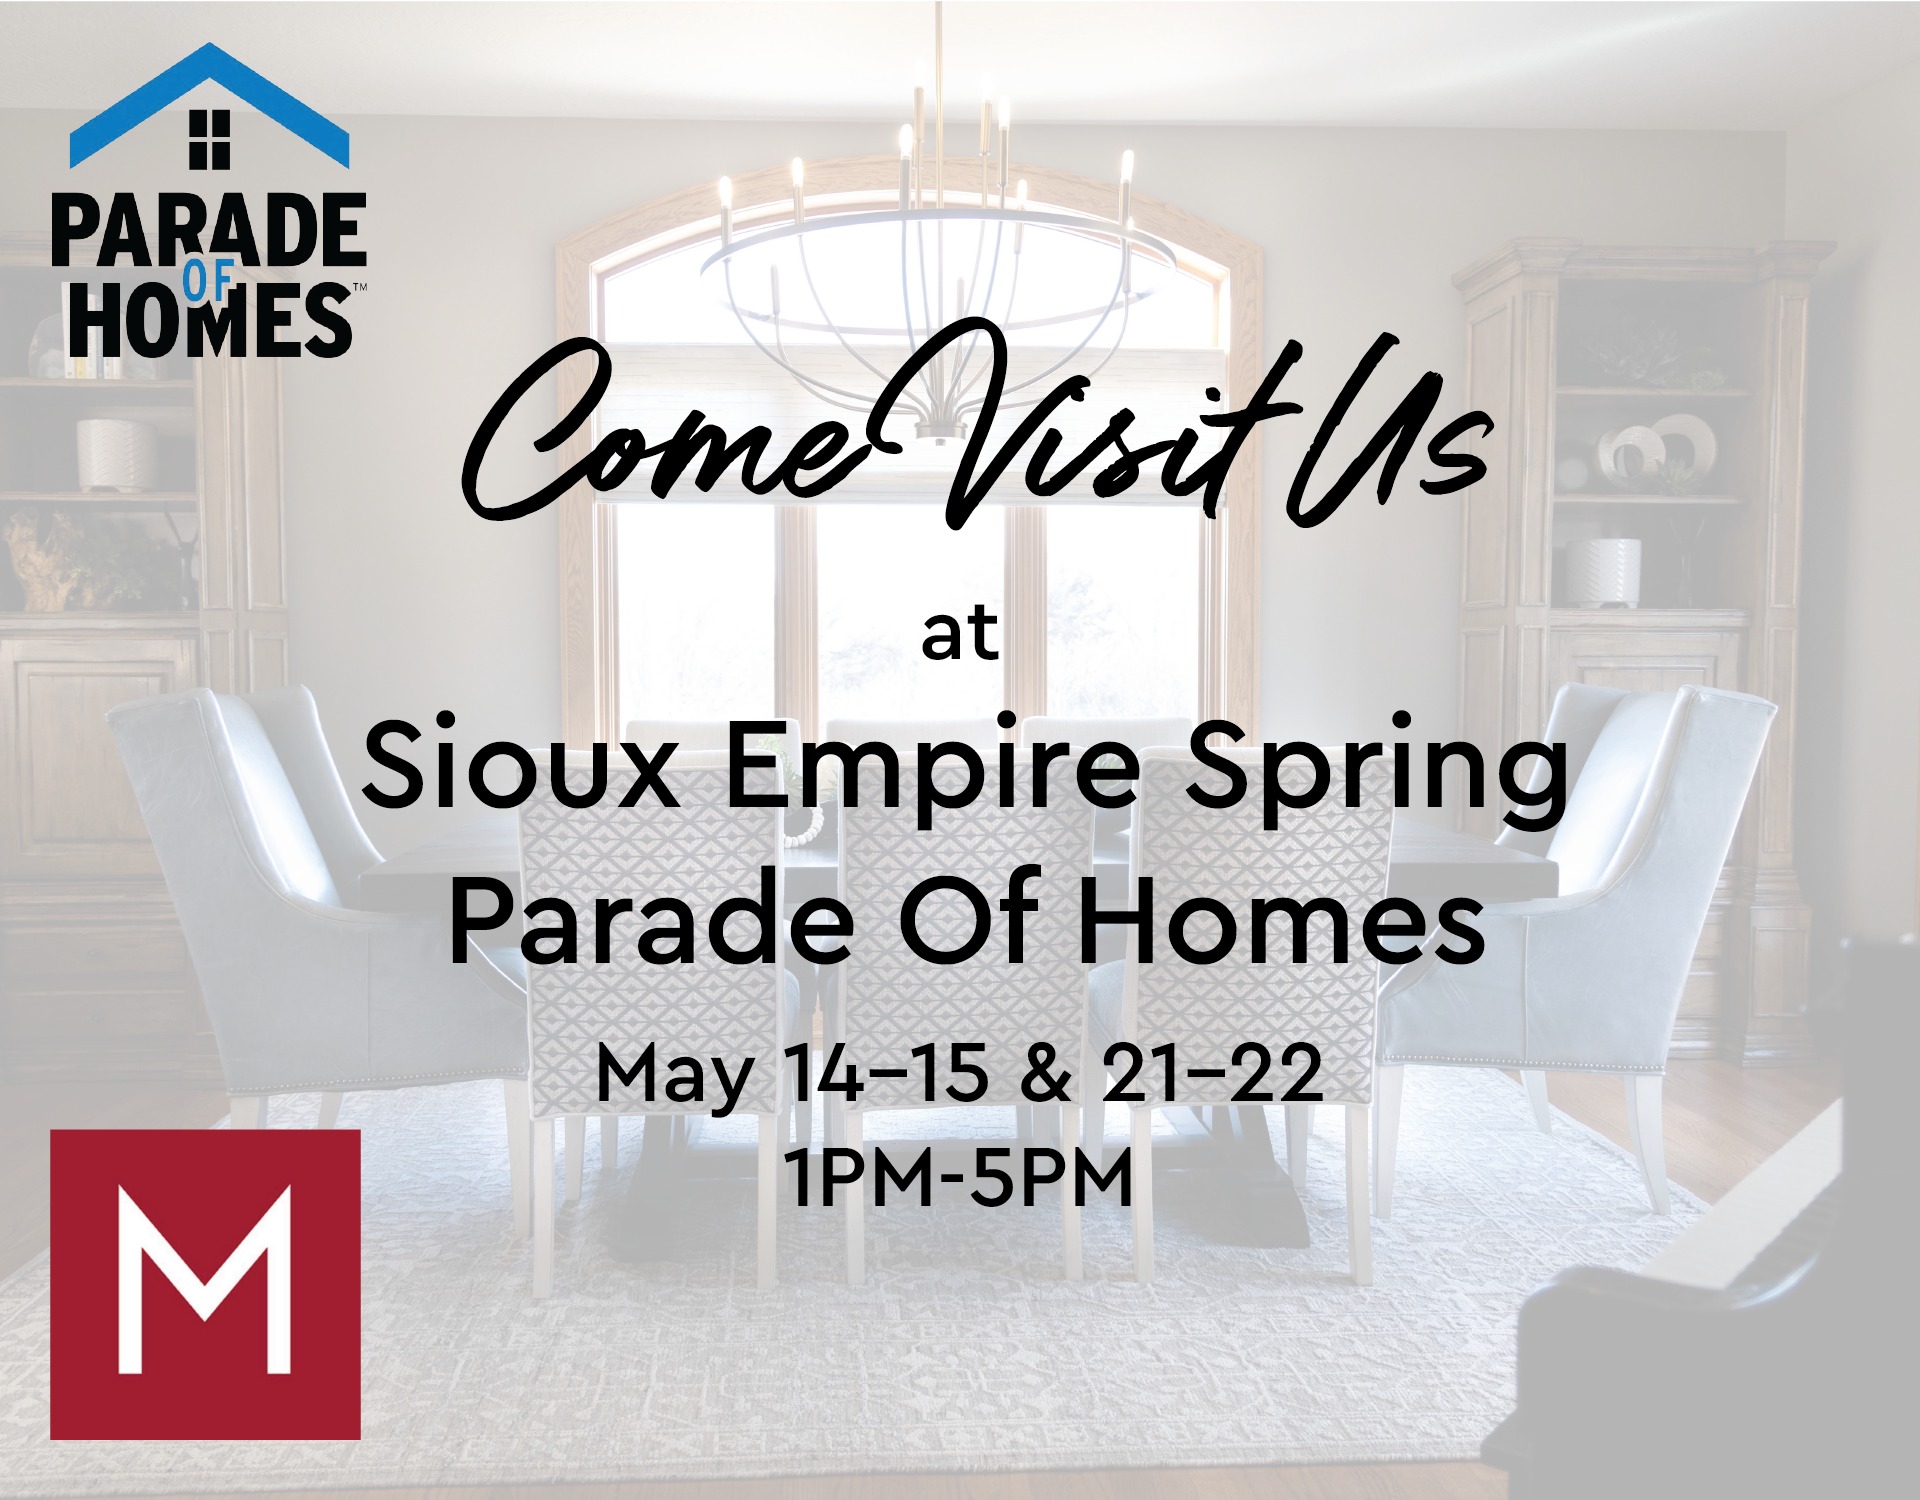 PARADE
OF
HOMES™
Come Visit Us
at
Sioux Empire Spring
Parade Of Homes
May 14–15 & 21–22
1PM-5PM
M